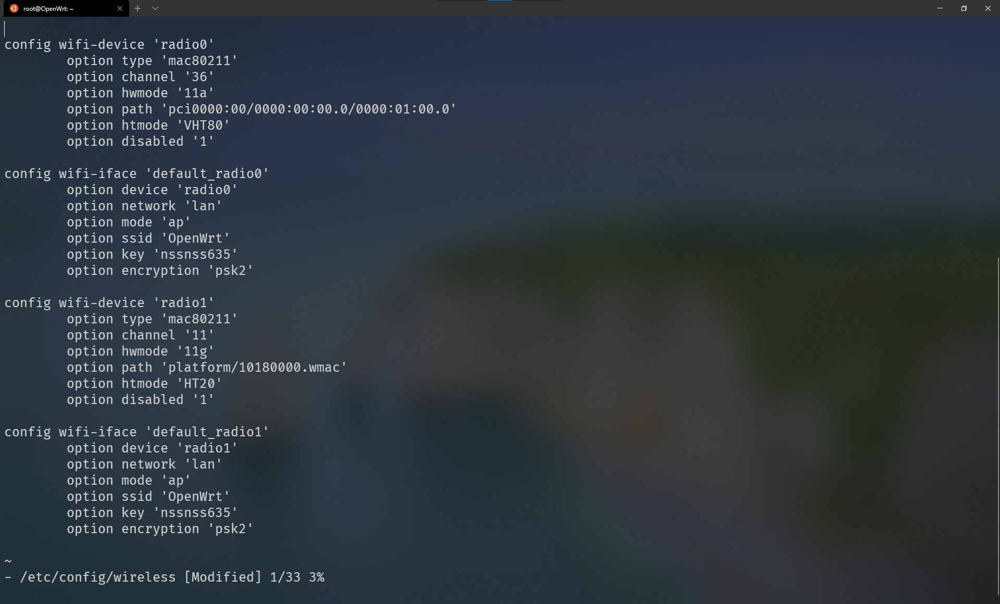 root@OpenWrt: ~
config wifi-device 'radio0'
option type 'mac80211'
option channel '36'
option hwmode '11a'
option path 'pci0000:00/0000:00:00.0/0000:01:00.0'
option htmode 'VHT80'
option disabled '1'
config wifi-iface 'default_radio0'
option device 'radio0'
option network 'lan'
option mode 'ap'
option ssid 'OpenWrt'
option key 'nssnss635'
option encryption 'psk2'
config wifi-device 'radio1'
option type 'mac80211'
option channel '11'
option hwmode '11g'
option path 'platform/10180000.wmac'
option htmode 'HT20'
option disabled '1'
config wifi-iface 'default_radio1'
option device 'radio1'
option network 'lan'
option mode 'ap'
option ssid 'OpenWrt'
option key 'nssnss635'
option encryption 'psk2'
~
- /etc/config/wireless [Modified] 1/33 3%